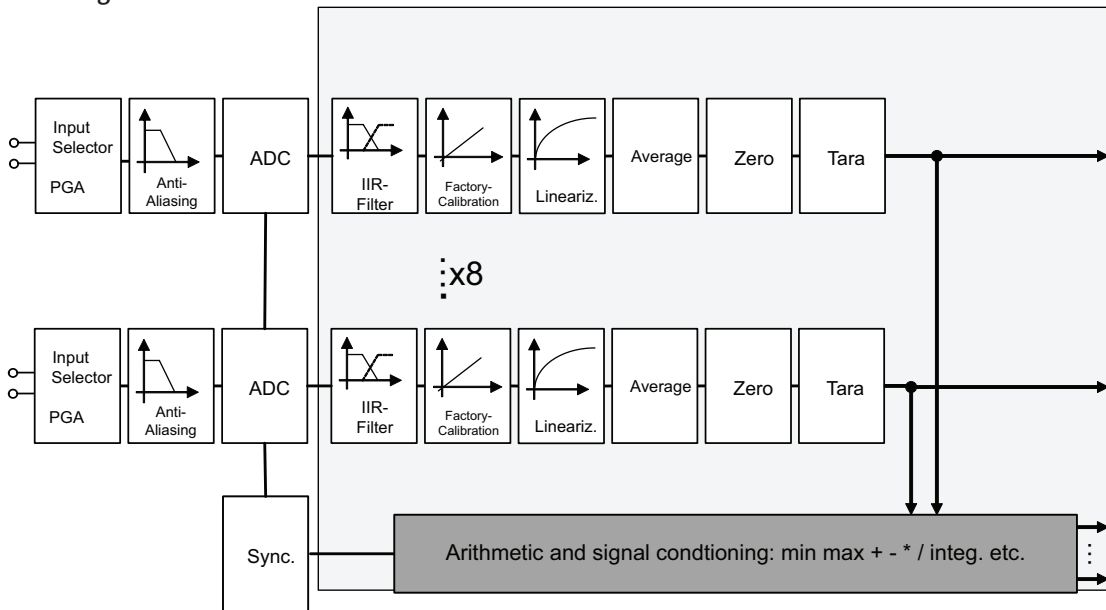 Input
Selector
PGA
Anti-
Aliasing
ADC
IIR-
Filter
Factory-
Calibration
Lineariz.
Average
Zero
Tara
x8
Input
Selector
PGA
Anti-
Aliasing
ADC
IIR-
Filter
Factory-
Calibration
Lineariz.
Average
Zero
Tara
Sync.
Arithmetic and signal condtioning: min max + - * / integ. etc.